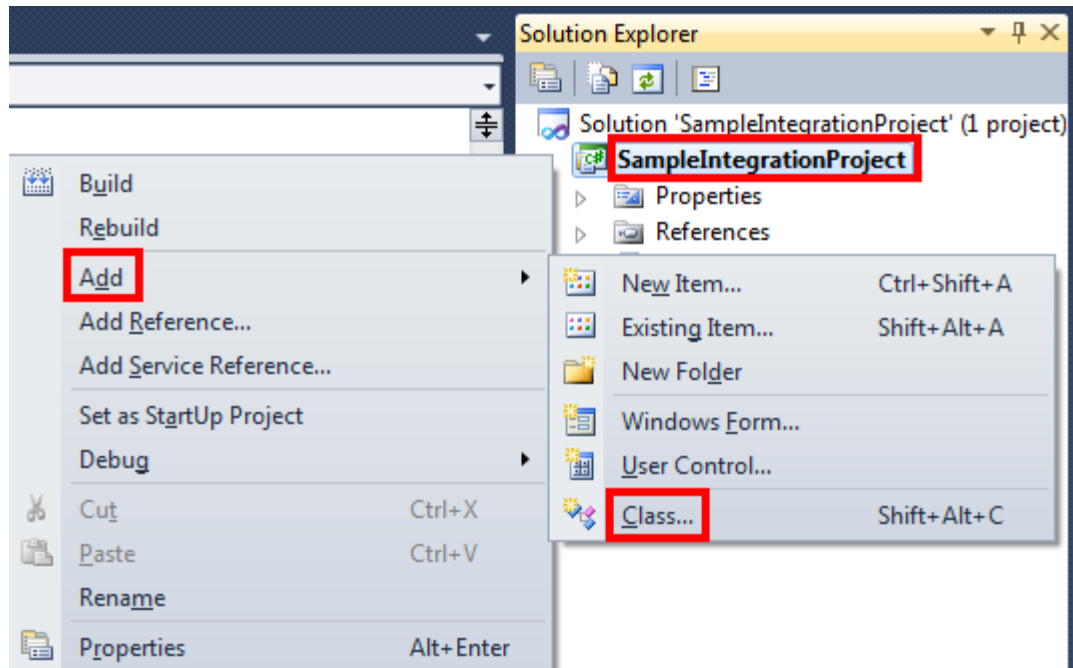 Solution Explorer
Solution 'SampleIntegrationProject' (1 project)
C#
SampleIntegrationProject
Properties
References
Build
Rebuild
Add
Add Reference...
Add Service Reference...
Set as StartUp Project
Debug
Cut Ctrl+X
Paste Ctrl+V
Rename
Properties Alt+Enter
New Item... Ctrl+Shift+A
Existing Item... Shift+Alt+A
New Folder
Windows Form...
User Control...
Class... Shift+Alt+C